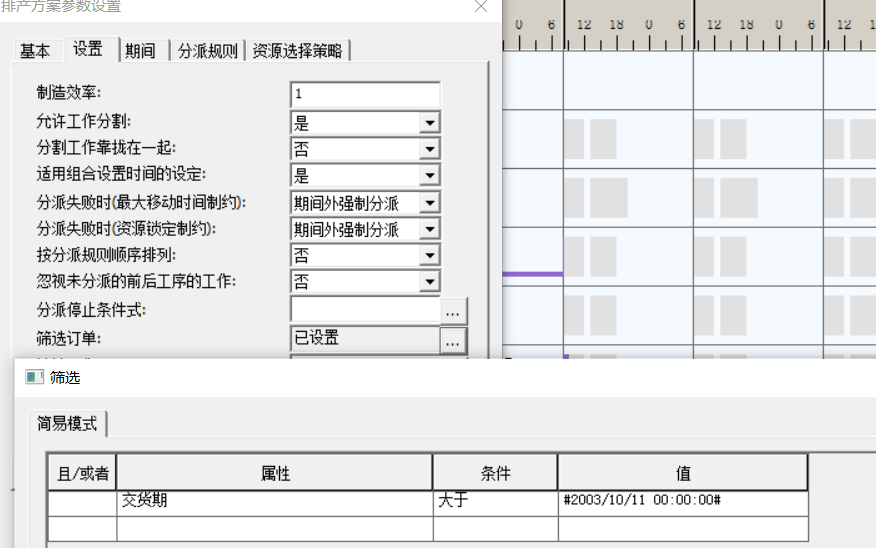 排产方案参数设置
0 6 12 18 0 6 12 18 0 6 12
基本 设置 期间 分派规则 资源选择策略
制造效率: 1
允许工作分割: 是
分割工作靠拢在一起: 否
适用组合设置时间的设定: 是
分派失败时(最大移动时间制约): 期间外强制分派
分派失败时(资源锁定制约): 期间外强制分派
按分派规则顺序排列: 否
忽视未分派的前后工序的工作: 否
分派停止条件式: ...
筛选订单: 已设置 ...
筛选
简易模式
且/或者 属性 条件 值
交货期 大于 #2003/10/11 00:00:00#